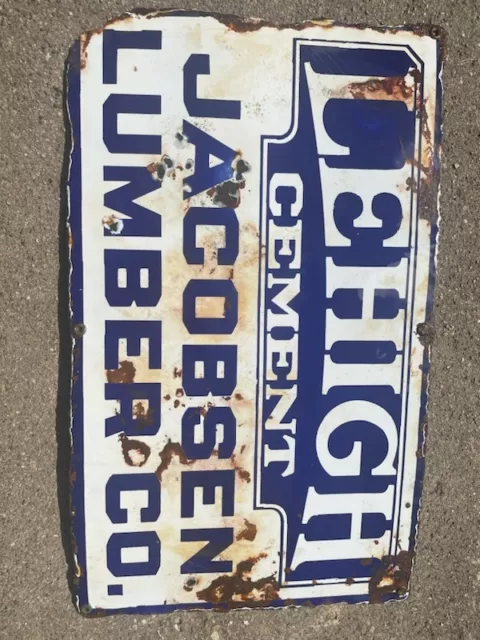 LEHIGH
CEMENT
JACOBSEN
LUMBER CO.